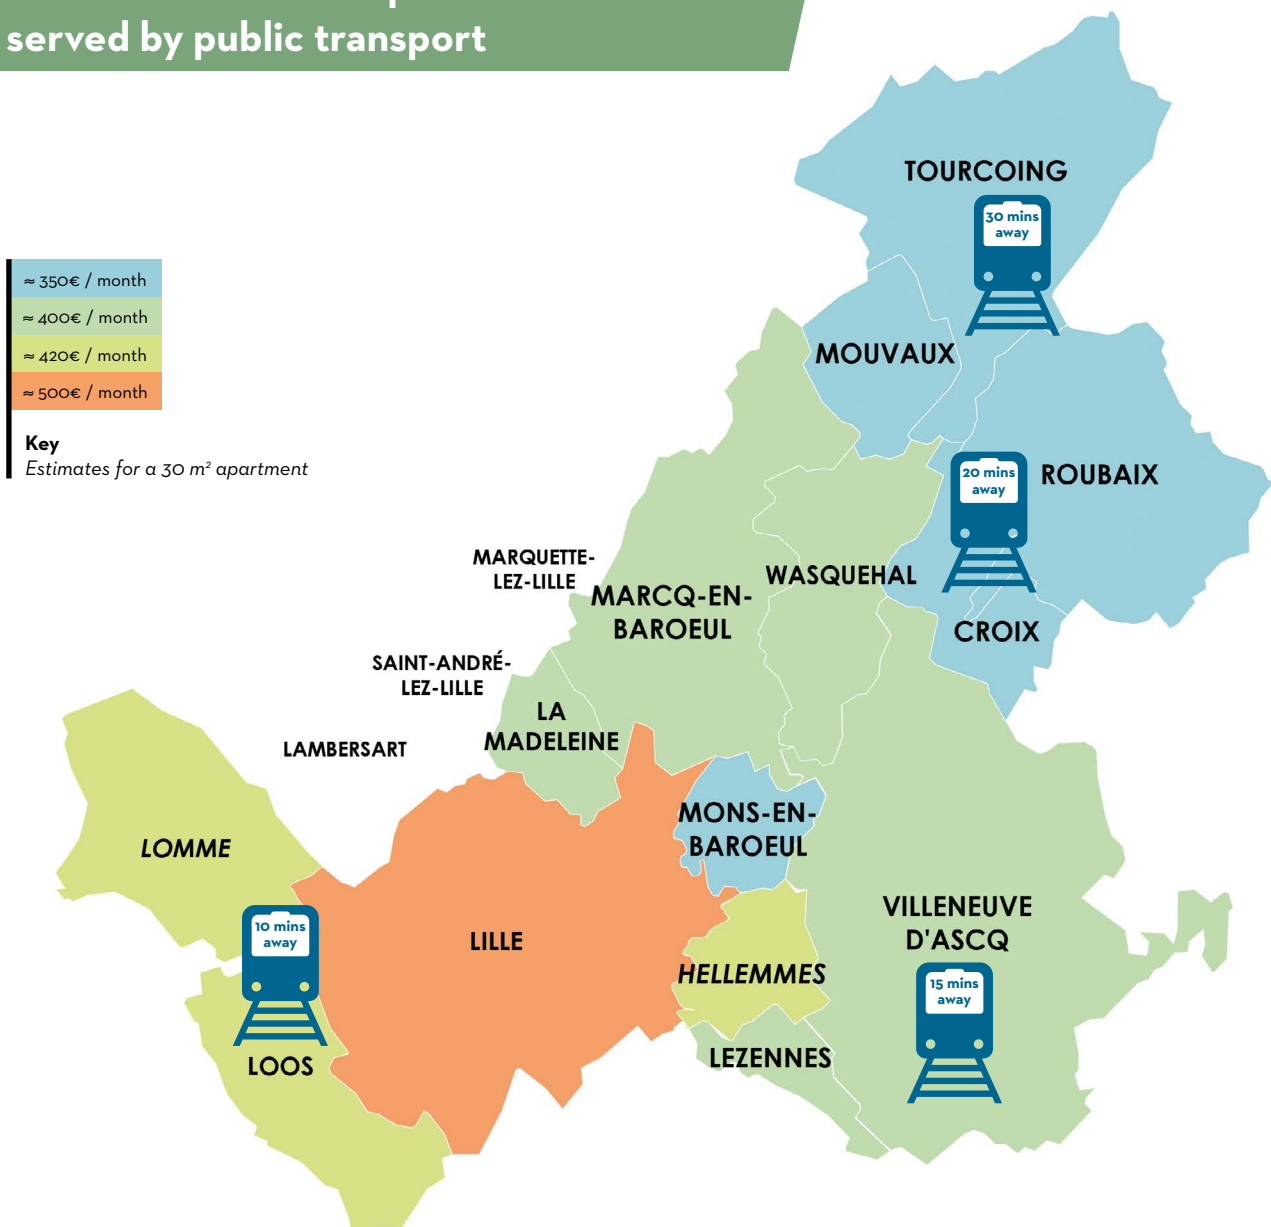 served by public transport
TOURCOING
30 mins
away
≈ 350€ / month
≈ 400€ / month
≈ 420€ / month
≈ 500€ / month
Key
Estimates for a 30 m² apartment
MOUVAUX
20 mins
away
ROUBAIX
MARQUETTE-
LEZ-LILLE
MARCQ-EN-
BAROEUL
WASQUEHAL
CROIX
SAINT-ANDRÉ-
LEZ-LILLE
LA
MADELEINE
LAMBERSART
MONS-EN-
BAROEUL
LOMME
10 mins
away
LILLE
VILLENEUVE
D'ASCQ
HELLEMMES
15 mins
away
LOOS
LEZENNES